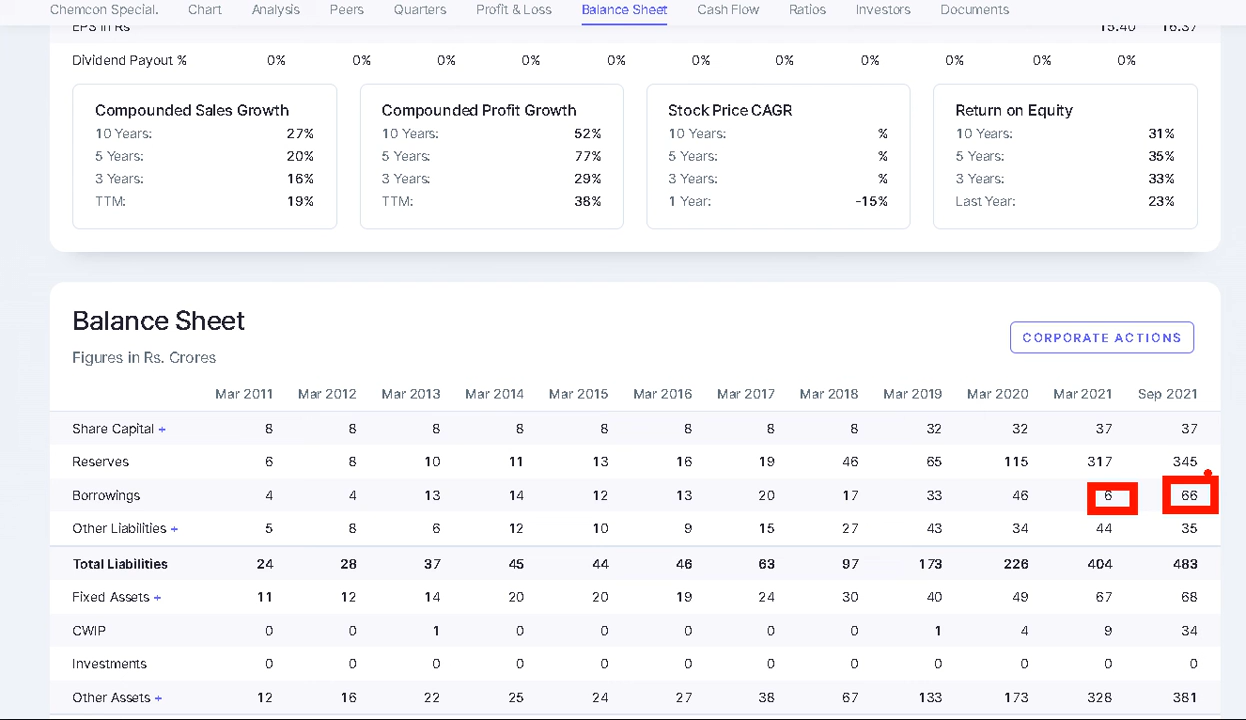 Chemcon Special. Chart Analysis Peers Quarters Profit & Loss Balance Sheet Cash Flow Ratios Investors Documents
EPS in Rs 15.40 16.37
Dividend Payout % 0% 0% 0% 0% 0% 0% 0% 0% 0% 0% 0%
Compounded Sales Growth
10 Years: 27%
5 Years: 20%
3 Years: 16%
TTM: 19%
Compounded Profit Growth
10 Years: 52%
5 Years: 77%
3 Years: 29%
TTM: 38%
Stock Price CAGR
10 Years: %
5 Years: %
3 Years: %
1 Year: -15%
Return on Equity
10 Years: 31%
5 Years: 35%
3 Years: 33%
Last Year: 23%
Balance Sheet
CORPORATE ACTIONS
Figures in Rs. Crores
Mar 2011 Mar 2012 Mar 2013 Mar 2014 Mar 2015 Mar 2016 Mar 2017 Mar 2018 Mar 2019 Mar 2020 Mar 2021 Sep 2021
Share Capital + 8 8 8 8 8 8 8 8 32 32 37 37
Reserves 6 8 10 11 13 16 19 46 65 115 317 345
Borrowings 4 4 13 14 12 13 20 17 33 46 6 66
Other Liabilities + 5 8 6 12 10 9 15 27 43 34 44 35
Total Liabilities 24 28 37 45 44 46 63 97 173 226 404 483
Fixed Assets + 11 12 14 20 20 19 24 30 40 49 67 68
CWIP 0 0 1 0 0 0 0 0 1 4 9 34
Investments 0 0 0 0 0 0 0 0 0 0 0 0
Other Assets + 12 16 22 25 24 27 38 67 133 173 328 381